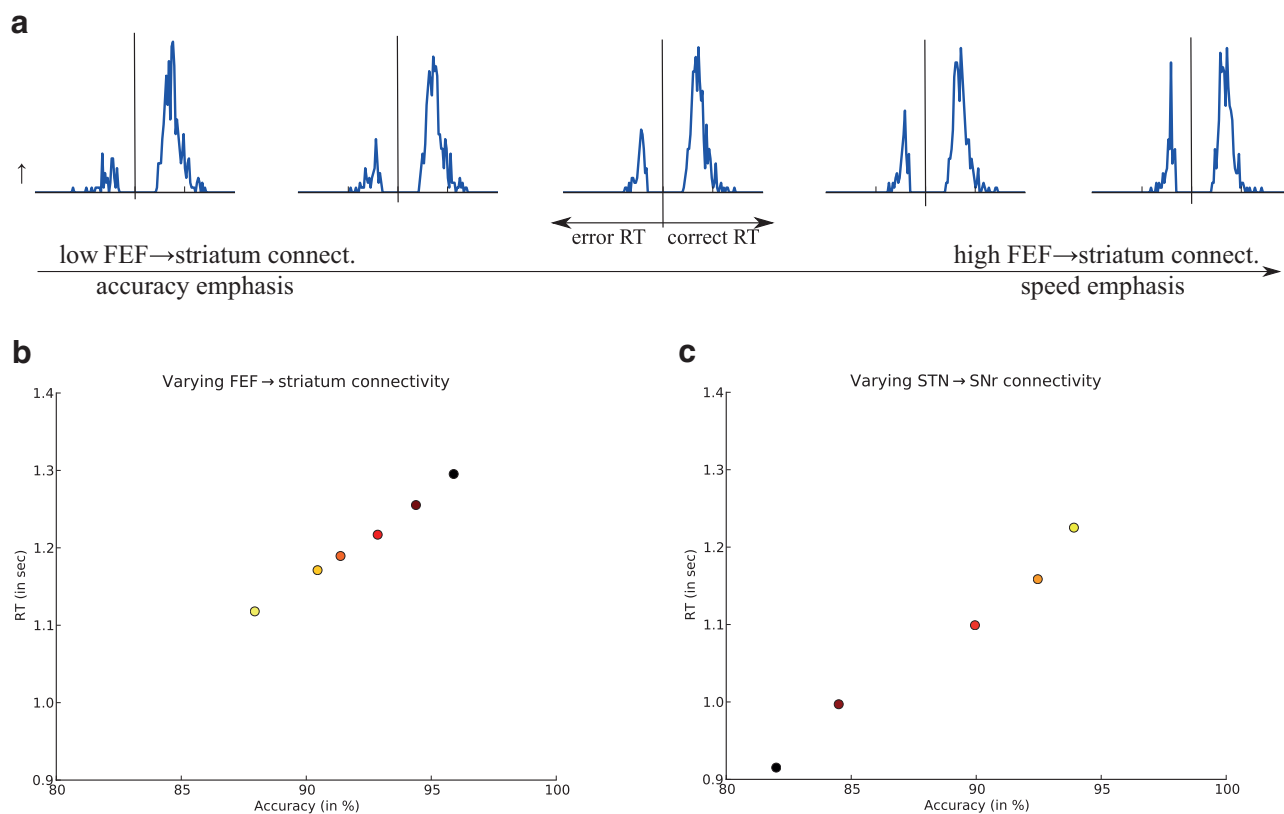 a
↑
error RT correct RT
low FEF→striatum connect. high FEF→striatum connect.
accuracy emphasis speed emphasis
b
Varying FEF→striatum connectivity
1.4
1.3
1.2
1.1
1.0
0.9
RT (in sec)
80 85 90 95 100
Accuracy (in %)
c
Varying STN→SNr connectivity
1.4
1.3
1.2
1.1
1.0
0.9
RT (in sec)
80 85 90 95 100
Accuracy (in %)